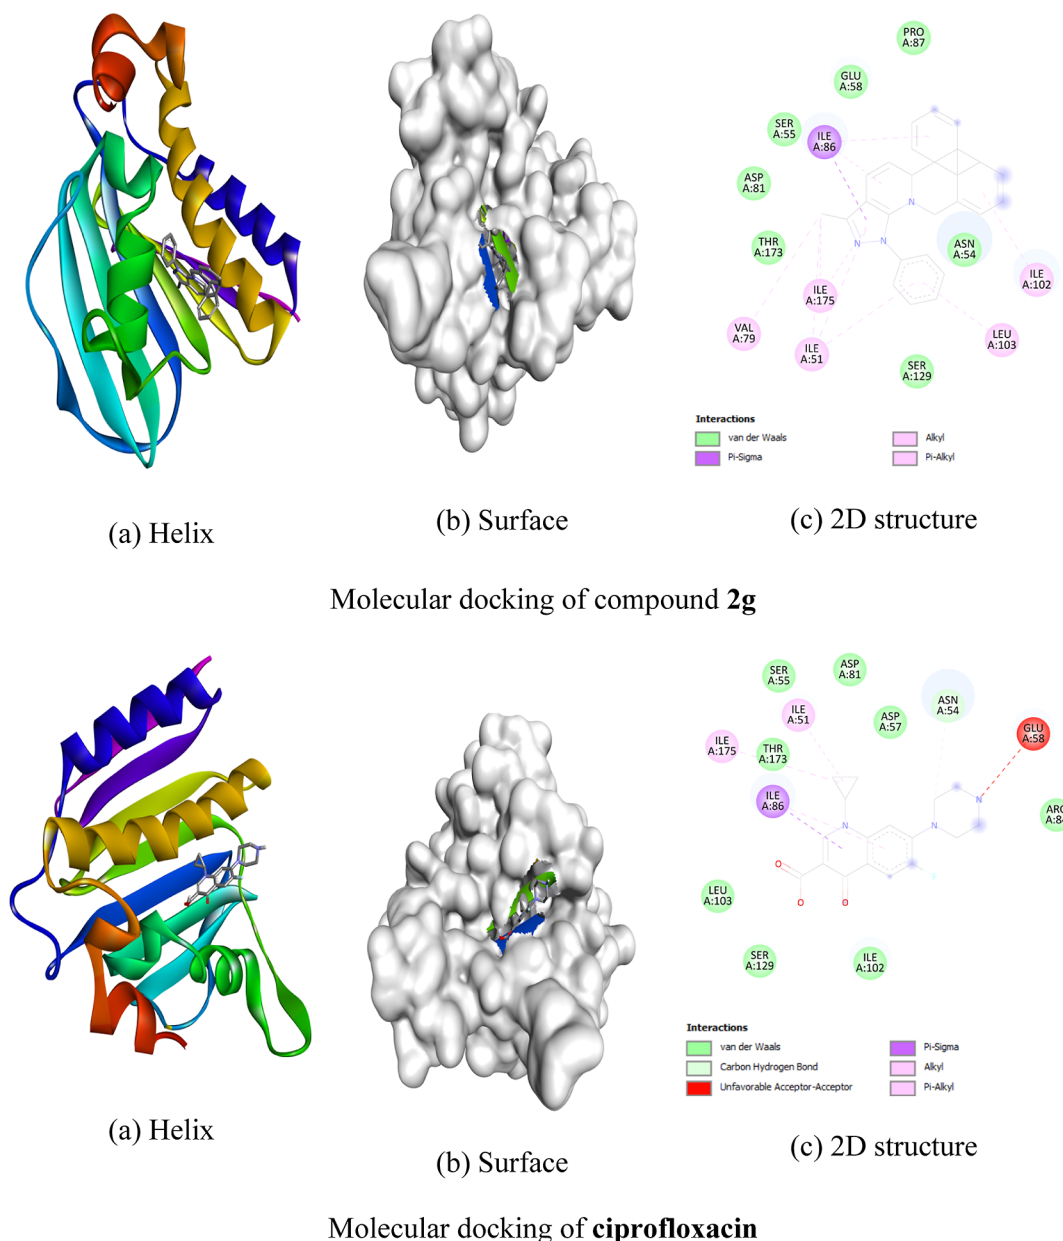 PRO
A:87
GLU
A:58
SER
A:55
ILE
A:86
ASP
A:81
THR
A:173
N
N
N
ASN
A:54
ILE
A:102
ILE
A:175
VAL
A:79
ILE
A:51
LEU
A:103
SER
A:129
Interactions
van der Waals
Pi-Sigma
Alkyl
Pi-Alkyl
(a) Helix
(b) Surface
(c) 2D structure
Molecular docking of compound 2g
SER
A:55
ASP
A:81
ILE
A:51
ASP
A:57
ASN
A:54
GLU
A:58
ILE
A:175
THR
A:173
ILE
A:86
N
N
N
F
O
O
O
LEU
A:103
SER
A:129
ILE
A:102
Interactions
van der Waals
Carbon Hydrogen Bond
Unfavorable Acceptor-Acceptor
Pi-Sigma
Alkyl
Pi-Alkyl
(a) Helix
(b) Surface
(c) 2D structure
Molecular docking of ciprofloxacin